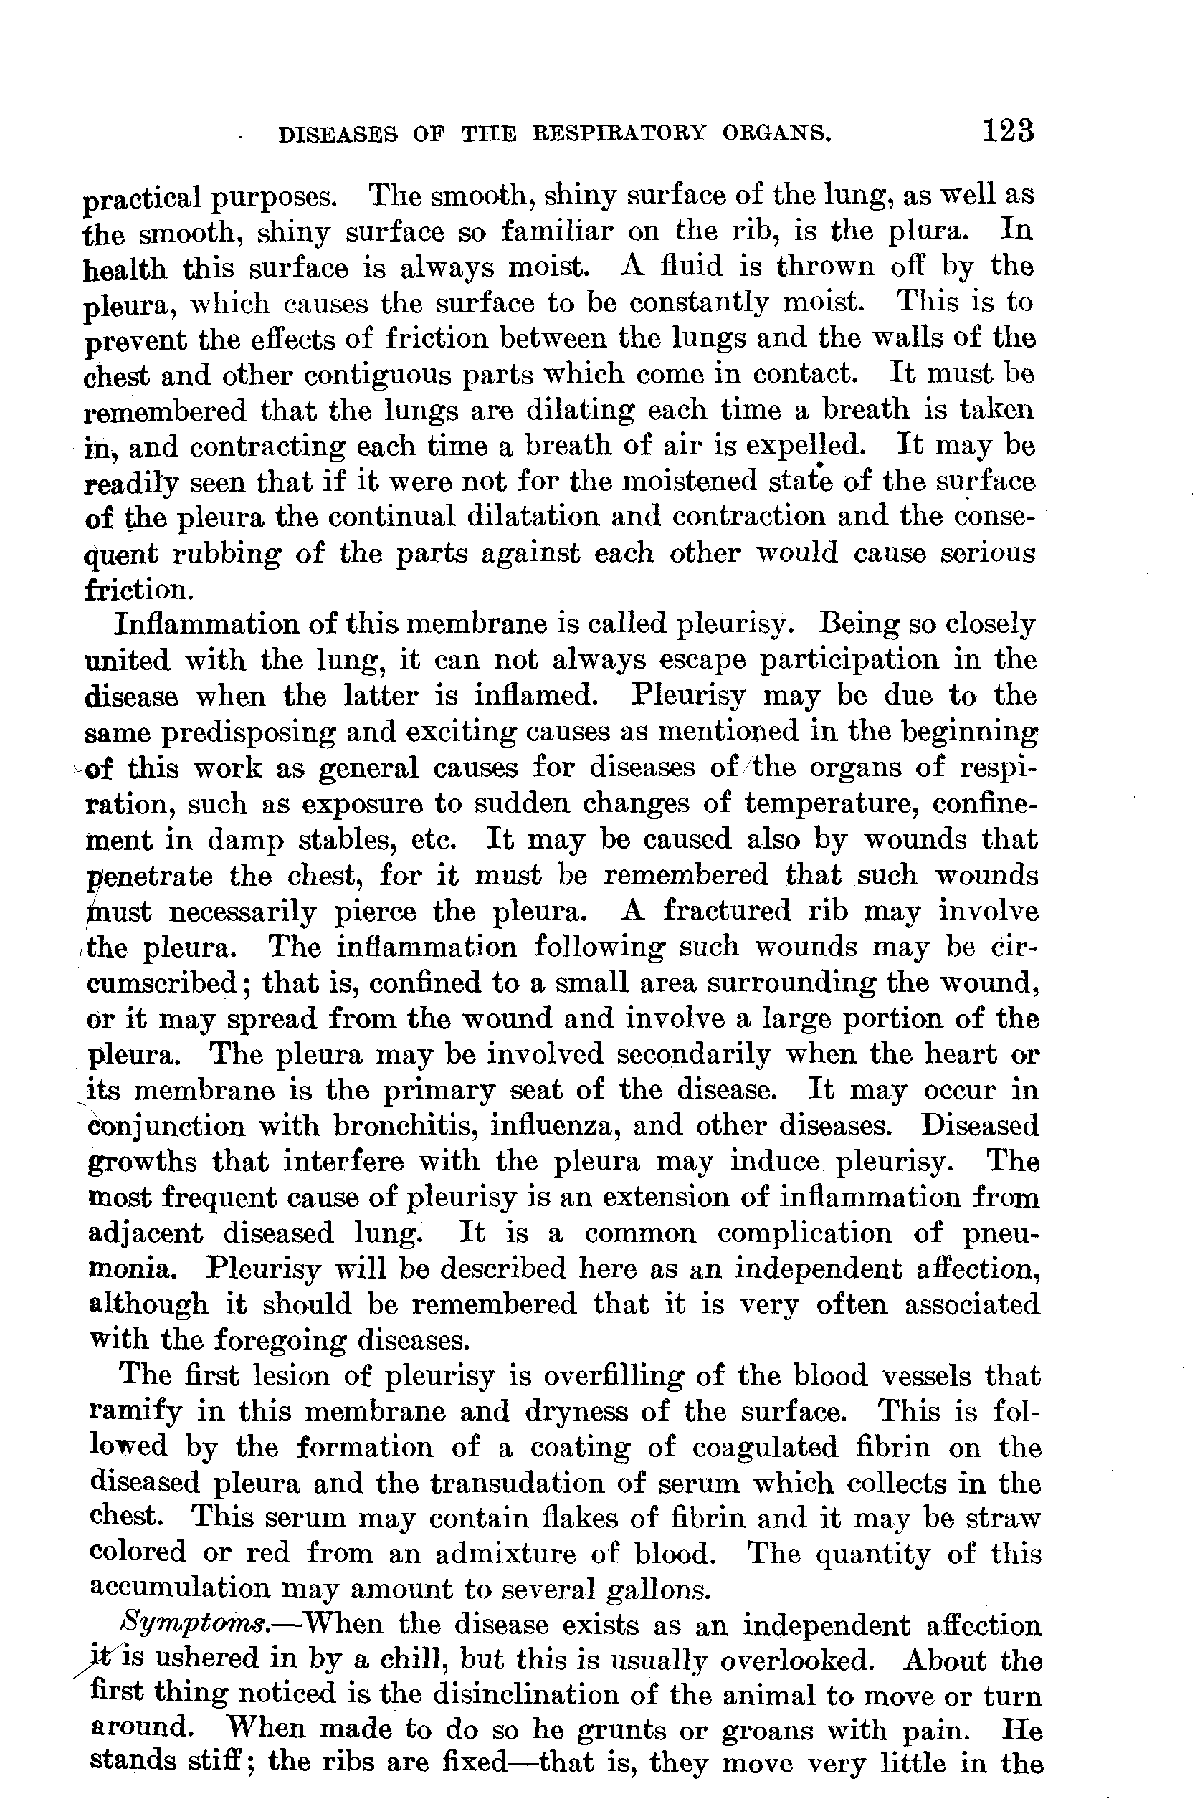 DISEASES OF THE RESPIRATORY ORGANS. 123
practical purposes. The smooth, shiny surface of the lung, as well as
the smooth, shiny surface so familiar on the rib, is the plura. In
health this surface is always moist. A fluid is thrown off by the
pleura, which causes the surface to be constantly moist. This is to
prevent the effects of friction between the lungs and the walls of the
chest and other contiguous parts which come in contact. It must be
remembered that the lungs are dilating each time a breath is taken
in, and contracting each time a breath of air is expelled. It may be
readily seen that if it were not for the moistened state of the surface
of the pleura the continual dilatation and contraction and the conse-
quent rubbing of the parts against each other would cause serious
friction.
Inflammation of this membrane is called pleurisy. Being so closely
united with the lung, it can not always escape participation in the
disease when the latter is inflamed. Pleurisy may be due to the
same predisposing and exciting causes as mentioned in the beginning
of this work as general causes for diseases of the organs of respi-
ration, such as exposure to sudden changes of temperature, confine-
ment in damp stables, etc. It may be caused also by wounds that
penetrate the chest, for it must be remembered that such wounds
must necessarily pierce the pleura. A fractured rib may involve
the pleura. The inflammation following such wounds may be cir-
cumscribed; that is, confined to a small area surrounding the wound,
or it may spread from the wound and involve a large portion of the
pleura. The pleura may be involved secondarily when the heart or
its membrane is the primary seat of the disease. It may occur in
conjunction with bronchitis, influenza, and other diseases. Diseased
growths that interfere with the pleura may induce pleurisy. The
most frequent cause of pleurisy is an extension of inflammation from
adjacent diseased lung. It is a common complication of pneu-
monia. Pleurisy will be described here as an independent affection,
although it should be remembered that it is very often associated
with the foregoing diseases.
The first lesion of pleurisy is overfilling of the blood vessels that
ramify in this membrane and dryness of the surface. This is fol-
lowed by the formation of a coating of coagulated fibrin on the
diseased pleura and the transudation of serum which collects in the
chest. This serum may contain flakes of fibrin and it may be straw
colored or red from an admixture of blood. The quantity of this
accumulation may amount to several gallons.
Symptoms.—When the disease exists as an independent affection
it is ushered in by a chill, but this is usually overlooked. About the
first thing noticed is the disinclination of the animal to move or turn
around. When made to do so he grunts or groans with pain. He
stands stiff; the ribs are fixed—that is, they move very little in the